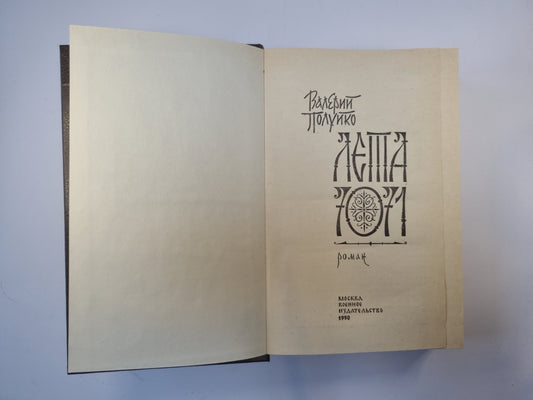 Валерий
Полуйко
ЛЕТА
7071
роман
МОСКВА
ВОЕННОЕ
ИЗДАТЕЛЬСТВО
1990